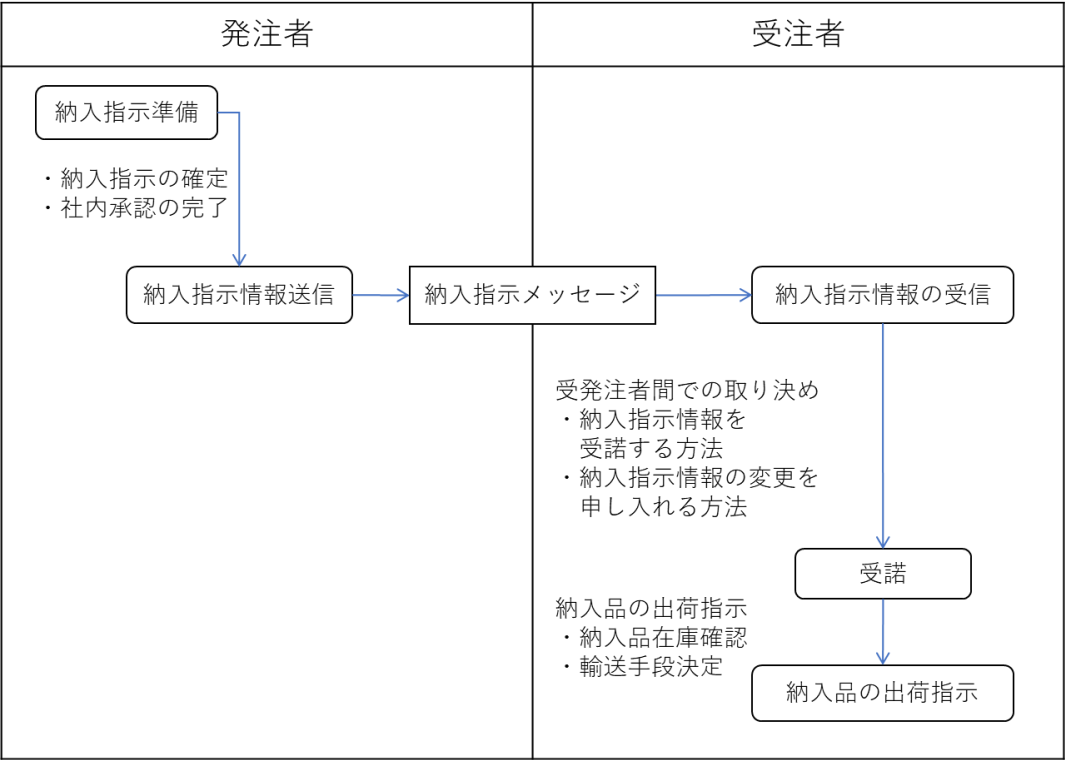 発注者
受注者
納入指示準備
・納入指示の確定
・社内承認の完了
納入指示情報送信
納入指示メッセージ
納入指示情報の受信
受発注者間での取り決め
・納入指示情報を
受諾する方法
・納入指示情報の変更を
申し入れる方法
受諾
納入品の出荷指示
・納入品在庫確認
・輸送手段決定
納入品の出荷指示